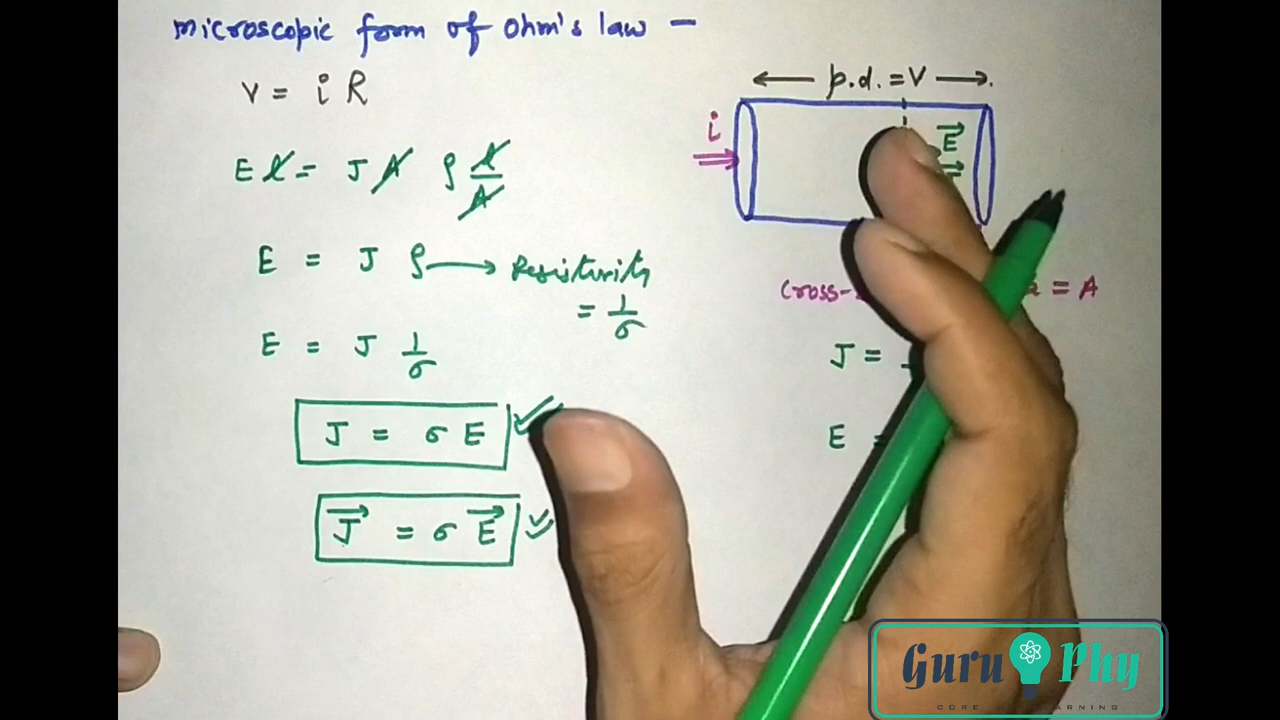 microscopic form of Ohm's law –
V = i R
E l = J A ρ l/A
E = J ρ → Resistivity
= 1/σ
E = J 1/σ
J = σ E
J⃗ = σ E⃗
← p.d. = V →
i
E⃗
= A
J =
E =
Guru Phy